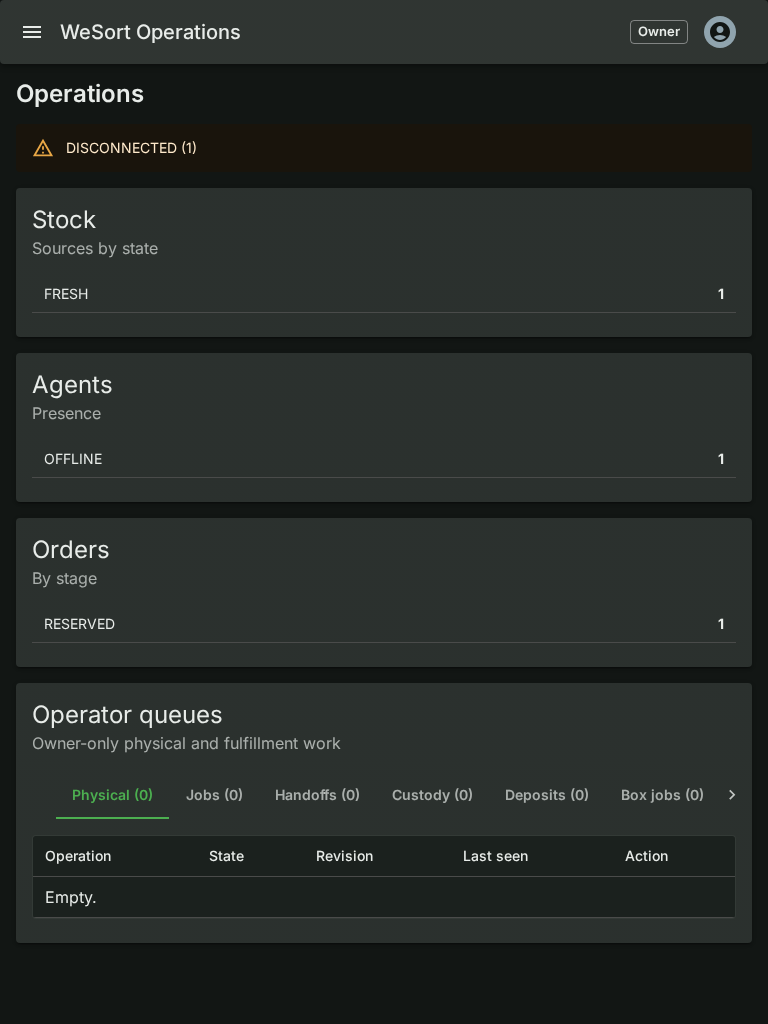 WeSort Operations
Owner
Operations
DISCONNECTED (1)
Stock
Sources by state
FRESH 1
Agents
Presence
OFFLINE 1
Orders
By stage
RESERVED 1
Operator queues
Owner-only physical and fulfillment work
Physical (0) Jobs (0) Handoffs (0) Custody (0) Deposits (0) Box jobs (0)
Operation State Revision Last seen Action
Empty.